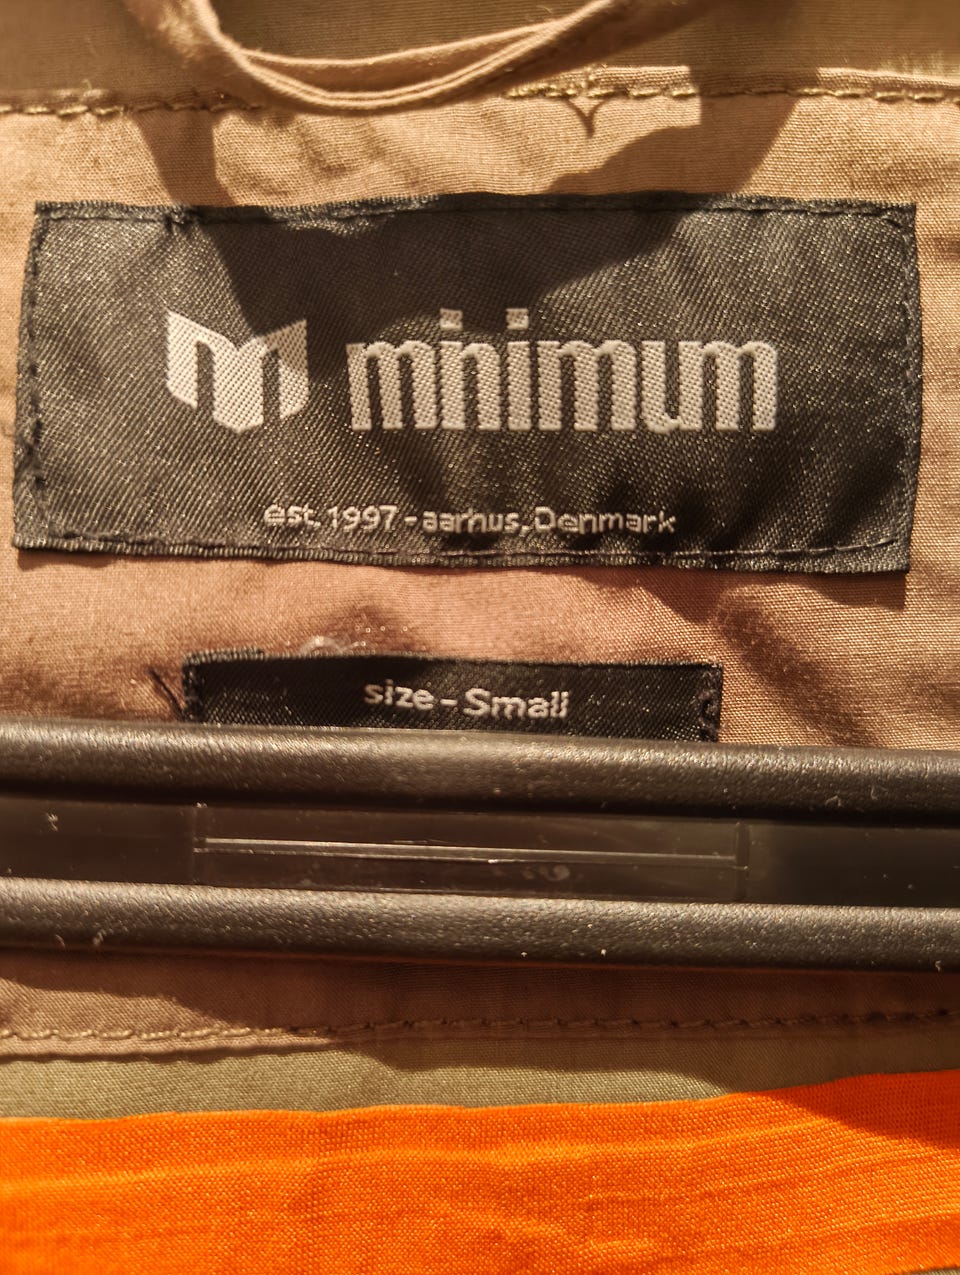 minimum
est. 1997 - aarhus, Denmark
size - Small